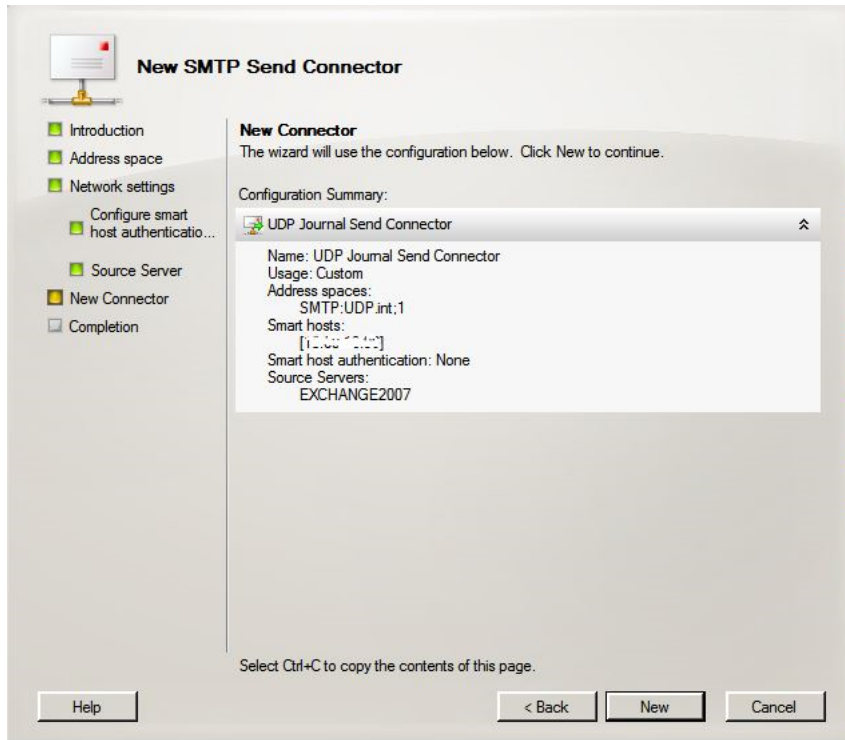 New SMTP Send Connector
Introduction
Address space
Network settings
Configure smart
host authenticatio...
Source Server
New Connector
Completion
New Connector
The wizard will use the configuration below. Click New to continue.
Configuration Summary:
UDP Journal Send Connector
Name: UDP Journal Send Connector
Usage: Custom
Address spaces:
SMTP:UDP.int;1
Smart hosts:
Smart host authentication: None
Source Servers:
EXCHANGE2007
Select Ctrl+C to copy the contents of this page.
Help
< Back
New
Cancel